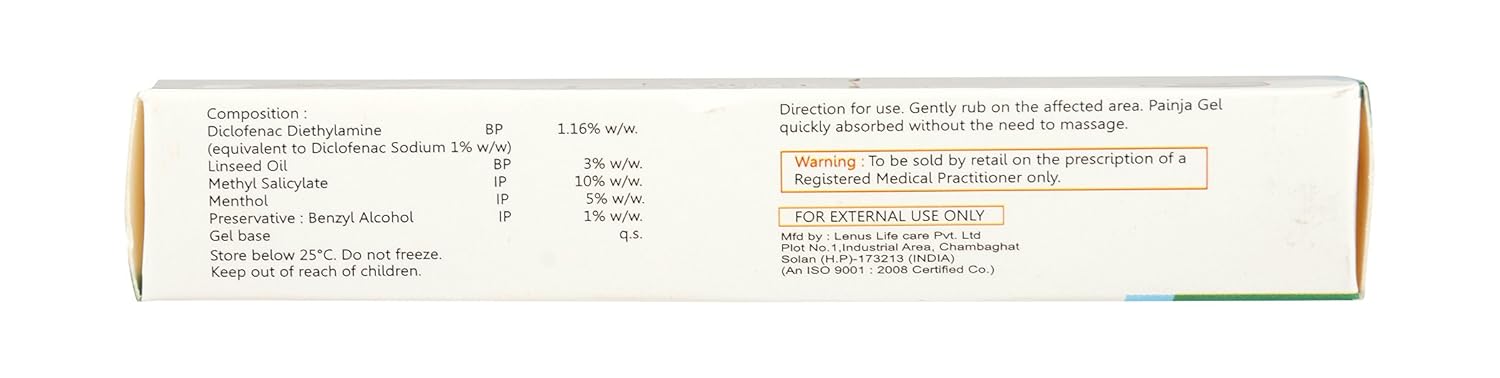 Composition :
Diclofenac Diethylamine BP 1.16% w/w.
(equivalent to Diclofenac Sodium 1% w/w)
Linseed Oil BP 3% w/w.
Methyl Salicylate IP 10% w/w.
Menthol IP 5% w/w.
Preservative : Benzyl Alcohol IP 1% w/w.
Gel base q.s.
Store below 25°C. Do not freeze.
Keep out of reach of children.
Direction for use. Gently rub on the affected area. Painja Gel
quickly absorbed without the need to massage.
Warning : To be sold by retail on the prescription of a
Registered Medical Practitioner only.
FOR EXTERNAL USE ONLY
Mfd by : Lenus Life care Pvt. Ltd
Plot No.1,Industrial Area, Chambaghat
Solan (H.P)-173213 (INDIA)
(An ISO 9001 : 2008 Certified Co.)